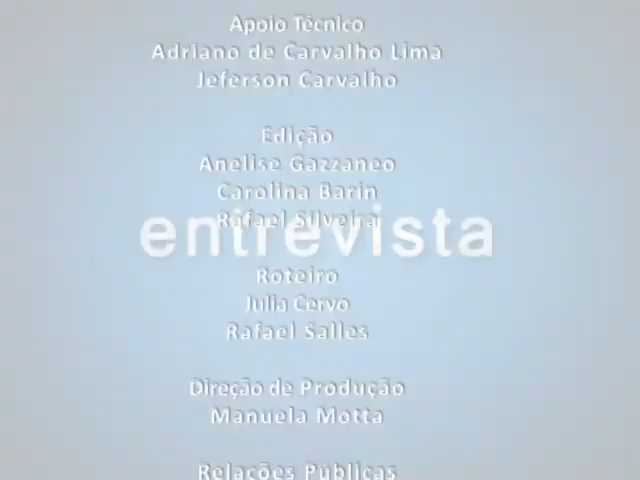 Apoio Técnico
Adriano de Carvalho Lima
Jeferson Carvalho
Edição
Anelise Gazzaneo
Carolina Barin
Rafael Silveira
entrevista
Roteiro
Julia Cervo
Rafael Salles
Direção de Produção
Manuela Motta
Relações Públicas